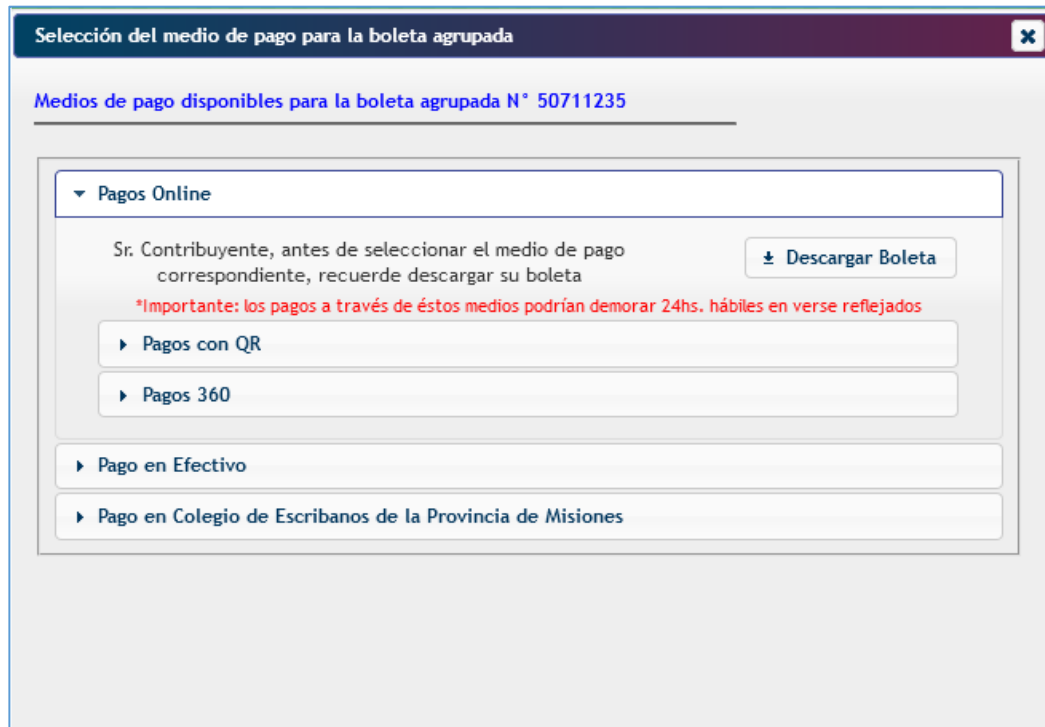 Selección del medio de pago para la boleta agrupada
Medios de pago disponibles para la boleta agrupada N° 50711235
Pagos Online
Sr. Contribuyente, antes de seleccionar el medio de pago
correspondiente, recuerde descargar su boleta
Descargar Boleta
*Importante: los pagos a través de éstos medios podrían demorar 24hs. hábiles en verse reflejados
Pagos con QR
Pagos 360
Pago en Efectivo
Pago en Colegio de Escribanos de la Provincia de Misiones